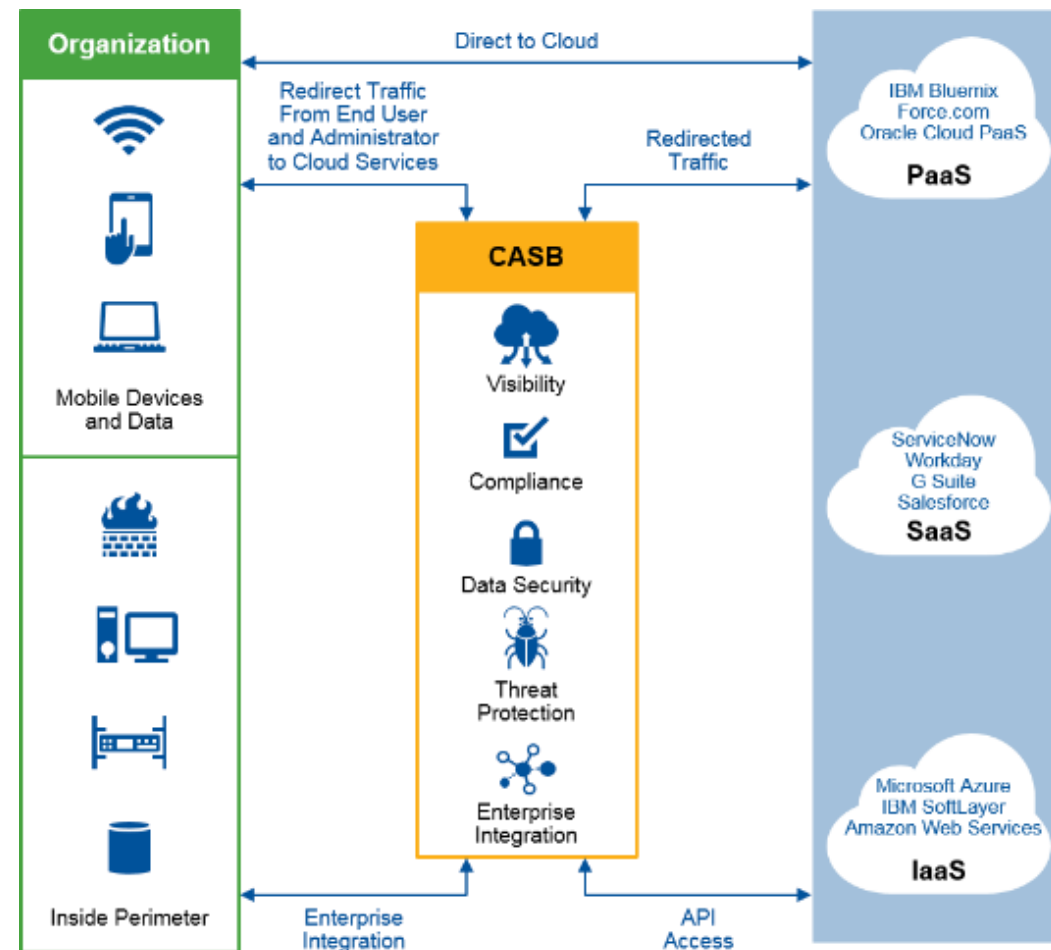 Organization
Mobile Devices
and Data
Inside Perimeter
Direct to Cloud
Redirect Traffic
From End User
and Administrator
to Cloud Services
Redirected
Traffic
CASB
Visibility
Compliance
Data Security
Threat
Protection
Enterprise
Integration
Enterprise
Integration
API
Access
IBM Bluemix
Force.com
Oracle Cloud PaaS
PaaS
ServiceNow
Workday
G Suite
Salesforce
SaaS
Microsoft Azure
IBM SoftLayer
Amazon Web Services
IaaS